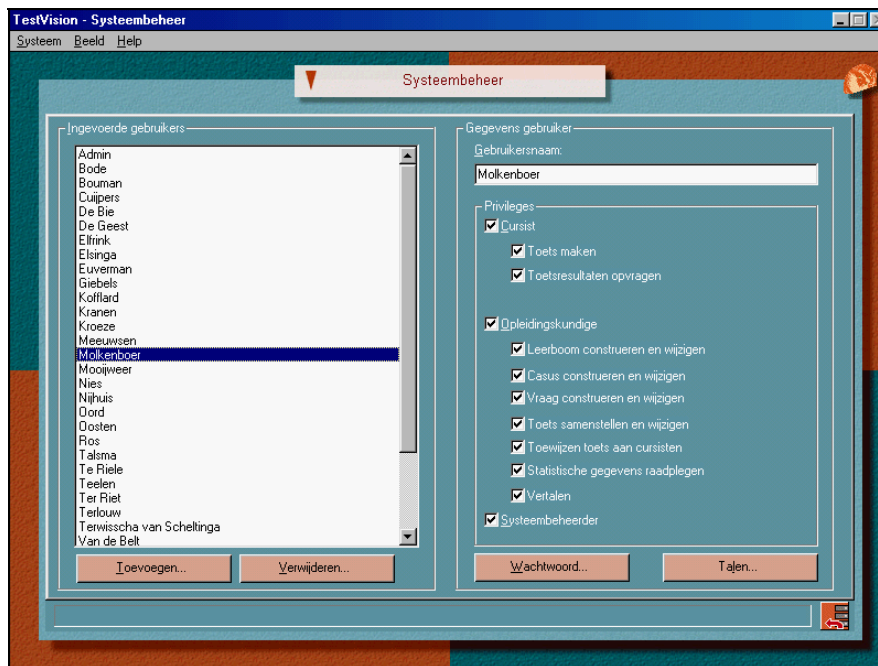 TestVision - Systeembeheer
Systeem Beeld Help
Systeembeheer
Ingevoerde gebruikers
Admin
Bode
Bouman
Cuijpers
De Bie
De Geest
Elfrink
Elsinga
Euverman
Giebels
Kofflard
Kranen
Kroeze
Meeuwsen
Molkenboer
Mooijweer
Nies
Nijhuis
Oord
Oosten
Ros
Talsma
Te Riele
Teelen
Ter Riet
Terlouw
Terwisscha van Scheltinga
Van de Belt
Toevoegen...
Verwijderen...
Gegevens gebruiker
Gebruikersnaam:
Molkenboer
Privileges
Cursist
Toets maken
Toetsresultaten opvragen
Opleidingskundige
Leerboom construeren en wijzigen
Casus construeren en wijzigen
Vraag construeren en wijzigen
Toets samenstellen en wijzigen
Toewijzen toets aan cursisten
Statistische gegevens raadplegen
Vertalen
Systeembeheerder
Wachtwoord...
Talen...